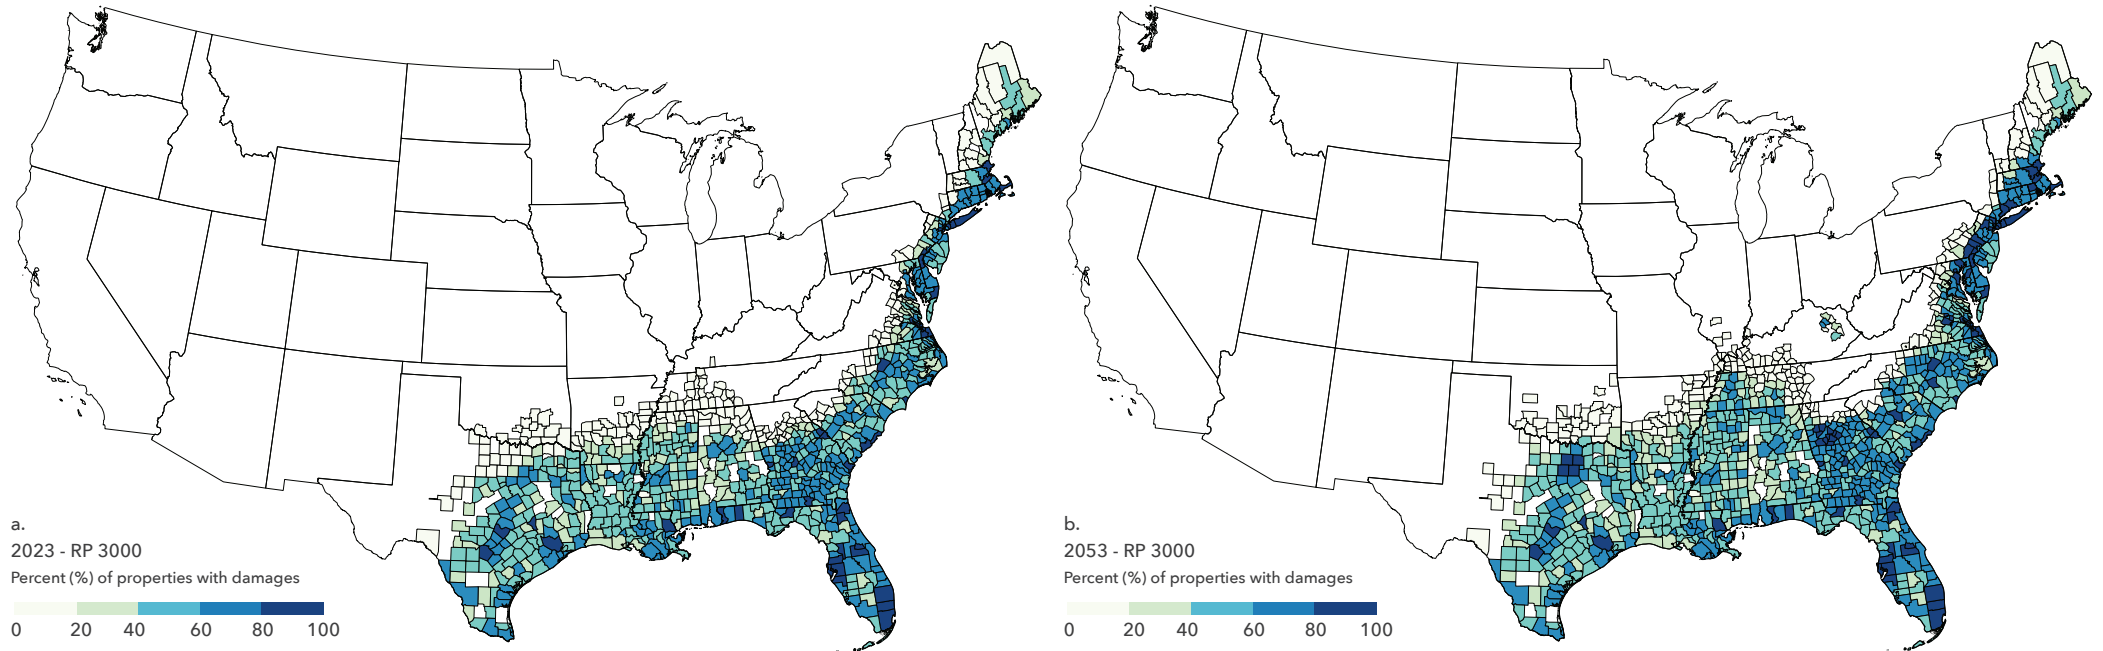 a.
2023 - RP 3000
Percent (%) of properties with damages
0 20 40 60 80 100
b.
2053 - RP 3000
Percent (%) of properties with damages
0 20 40 60 80 100